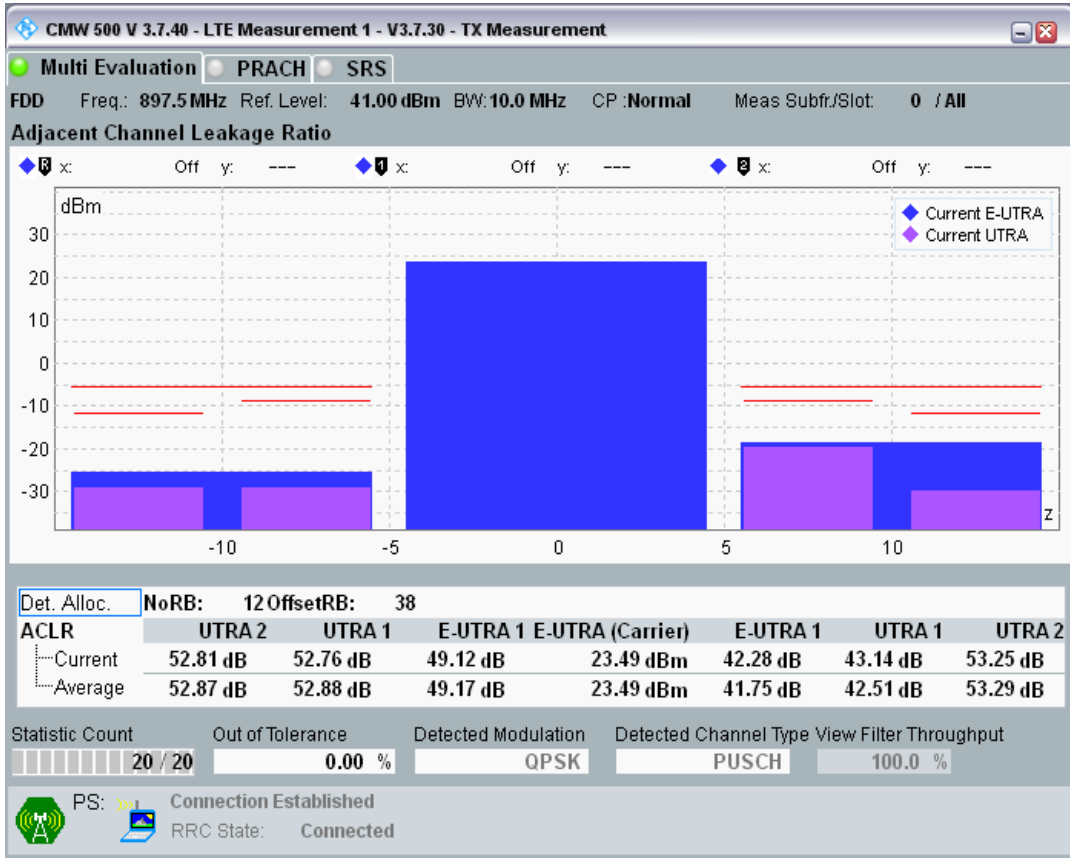 CMW 500 V 3.7.40 - LTE Measurement 1 - V3.7.30 - TX Measurement
Multi Evaluation PRACH SRS
FDD Freq.: 897.5 MHz Ref. Level: 41.00 dBm BW: 10.0 MHz CP :Normal Meas Subfr./Slot: 0 / All
Adjacent Channel Leakage Ratio
R x: Off y: --- 1 x: Off y: --- 2 x: Off y: ---
dBm
Current E-UTRA
Current UTRA
30
20
10
0
-10
-20
-30
z
-10 -5 0 5 10
Det. Alloc. NoRB: 12 OffsetRB: 38
ACLR UTRA 2 UTRA 1 E-UTRA 1 E-UTRA (Carrier) E-UTRA 1 UTRA 1 UTRA 2
Current 52.81 dB 52.76 dB 49.12 dB 23.49 dBm 42.28 dB 43.14 dB 53.25 dB
Average 52.87 dB 52.88 dB 49.17 dB 23.49 dBm 41.75 dB 42.51 dB 53.29 dB
Statistic Count Out of Tolerance Detected Modulation Detected Channel Type View Filter Throughput
20 / 20 0.00 % QPSK PUSCH 100.0 %
PS: Connection Established
RRC State: Connected